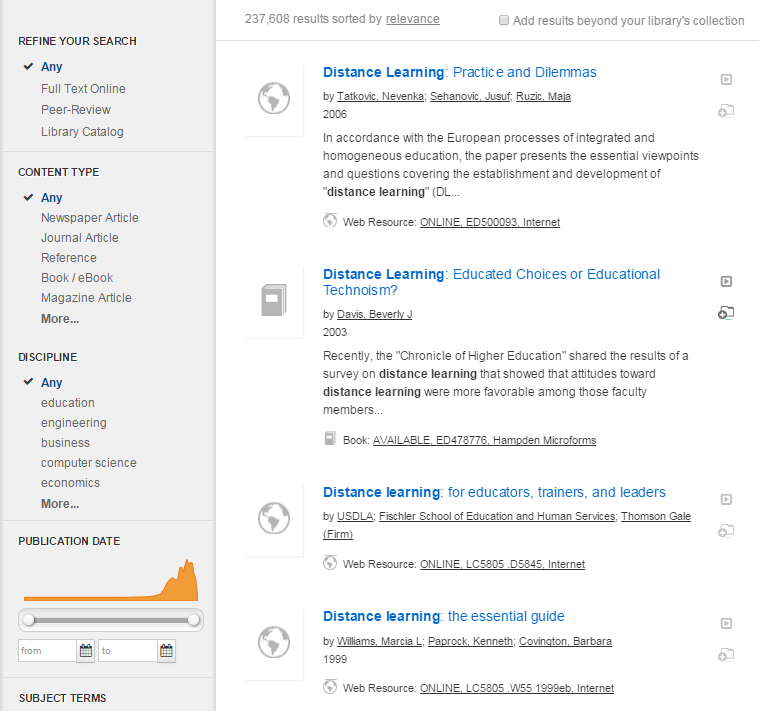 REFINE YOUR SEARCH
Any
Full Text Online
Peer-Review
Library Catalog
CONTENT TYPE
Any
Newspaper Article
Journal Article
Reference
Book / eBook
Magazine Article
More...
DISCIPLINE
Any
education
engineering
business
computer science
economics
More...
PUBLICATION DATE
from
to
SUBJECT TERMS
237,608 results sorted by relevance
Add results beyond your library's collection
Distance Learning: Practice and Dilemmas
by Tatkovic, Nevenka; Sehanovic, Jusuf; Ruzic, Maja
2006
In accordance with the European processes of integrated and
homogeneous education, the paper presents the essential viewpoints
and questions covering the establishment and development of
"distance learning" (DL...
Web Resource: ONLINE, ED500093, Internet
Distance Learning: Educated Choices or Educational
Technoism?
by Davis, Beverly J
2003
Recently, the "Chronicle of Higher Education" shared the results of a
survey on distance learning that showed that attitudes toward
distance learning were more favorable among those faculty
members...
Book: AVAILABLE, ED478776, Hampden Microforms
Distance learning: for educators, trainers, and leaders
by USDLA; Fischler School of Education and Human Services; Thomson Gale
(Firm)
Web Resource: ONLINE, LC5805 .D5845, Internet
Distance learning: the essential guide
by Williams, Marcia L; Paprock, Kenneth; Covington, Barbara
1999
Web Resource: ONLINE, LC5805 .W55 1999eb, Internet